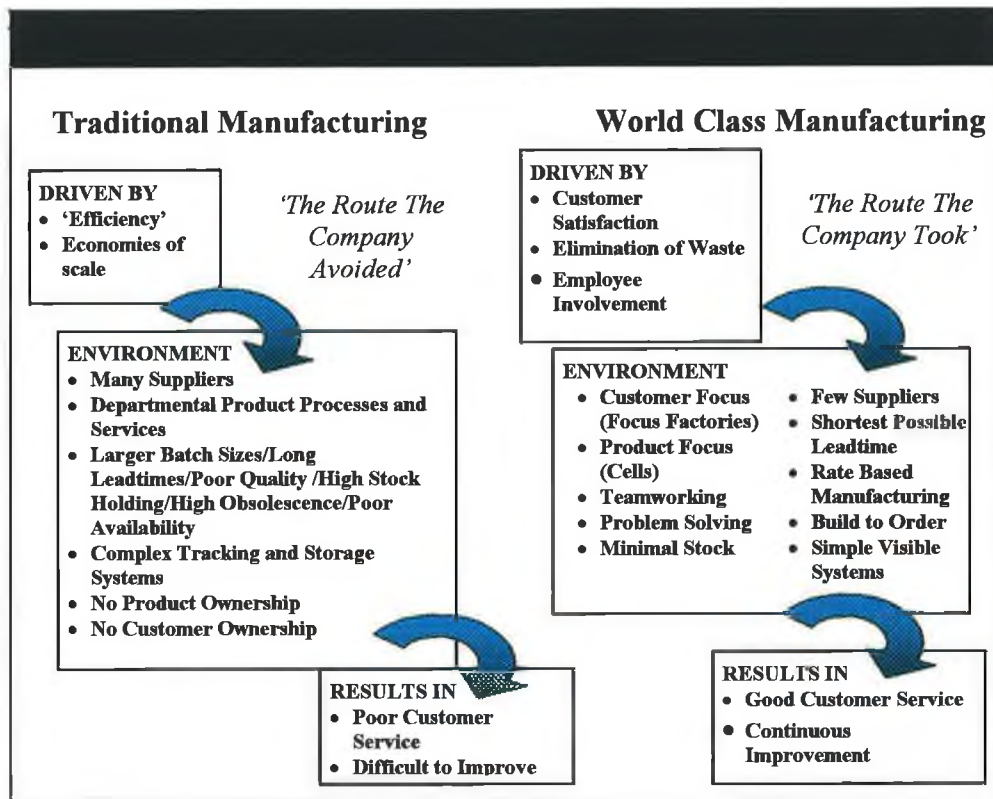 Traditional Manufacturing
DRIVEN BY
• ‘Efficiency’
• Economies of
scale
‘The Route The
Company
Avoided’
ENVIRONMENT
• Many Suppliers
• Departmental Product Processes and
Services
• Larger Batch Sizes/Long
Leadtimes/Poor Quality /High Stock
Holding/High Obsolescence/Poor
Availability
• Complex Tracking and Storage
Systems
• No Product Ownership
• No Customer Ownership
RESULTS IN
• Poor Customer
Service
• Difficult to Improve
World Class Manufacturing
DRIVEN BY
• Customer
Satisfaction
• Elimination of Waste
• Employee
Involvement
‘The Route The
Company Took’
ENVIRONMENT
• Customer Focus
(Focus Factories)
• Product Focus
(Cells)
• Teamworking
• Problem Solving
• Minimal Stock
• Few Suppliers
• Shortest Possible
Leadtime
• Rate Based
Manufacturing
• Build to Order
• Simple Visible
Systems
RESULTS IN
• Good Customer Service
• Continuous
Improvement